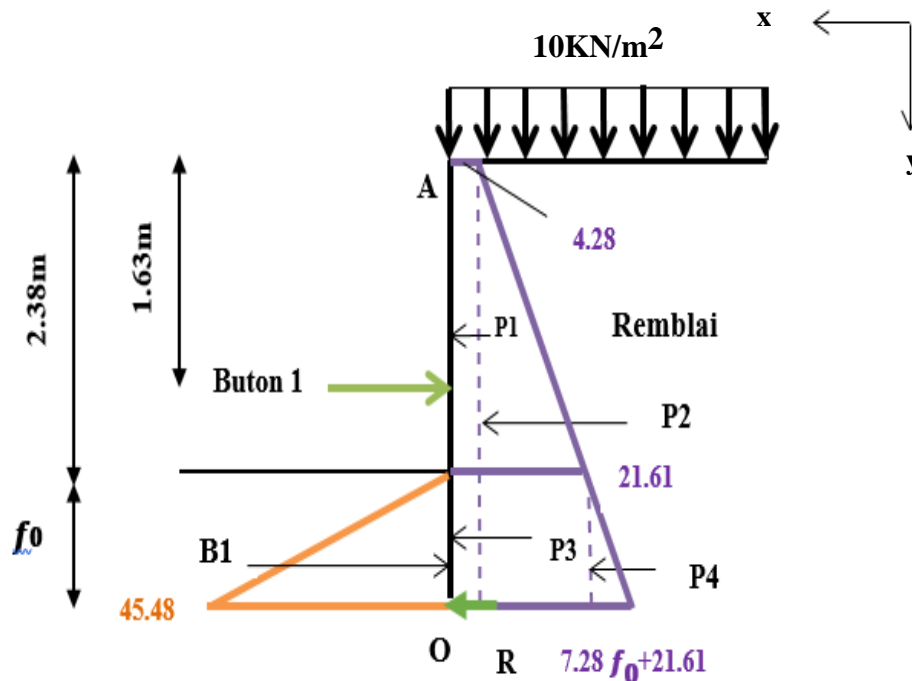 x
10KN/m²
y
A
4.28
2.38m
1.63m
P1
Remblai
Buton 1
P2
21.61
f0
B1
P3
P4
45.48
O
R
7.28 f₀+21.61